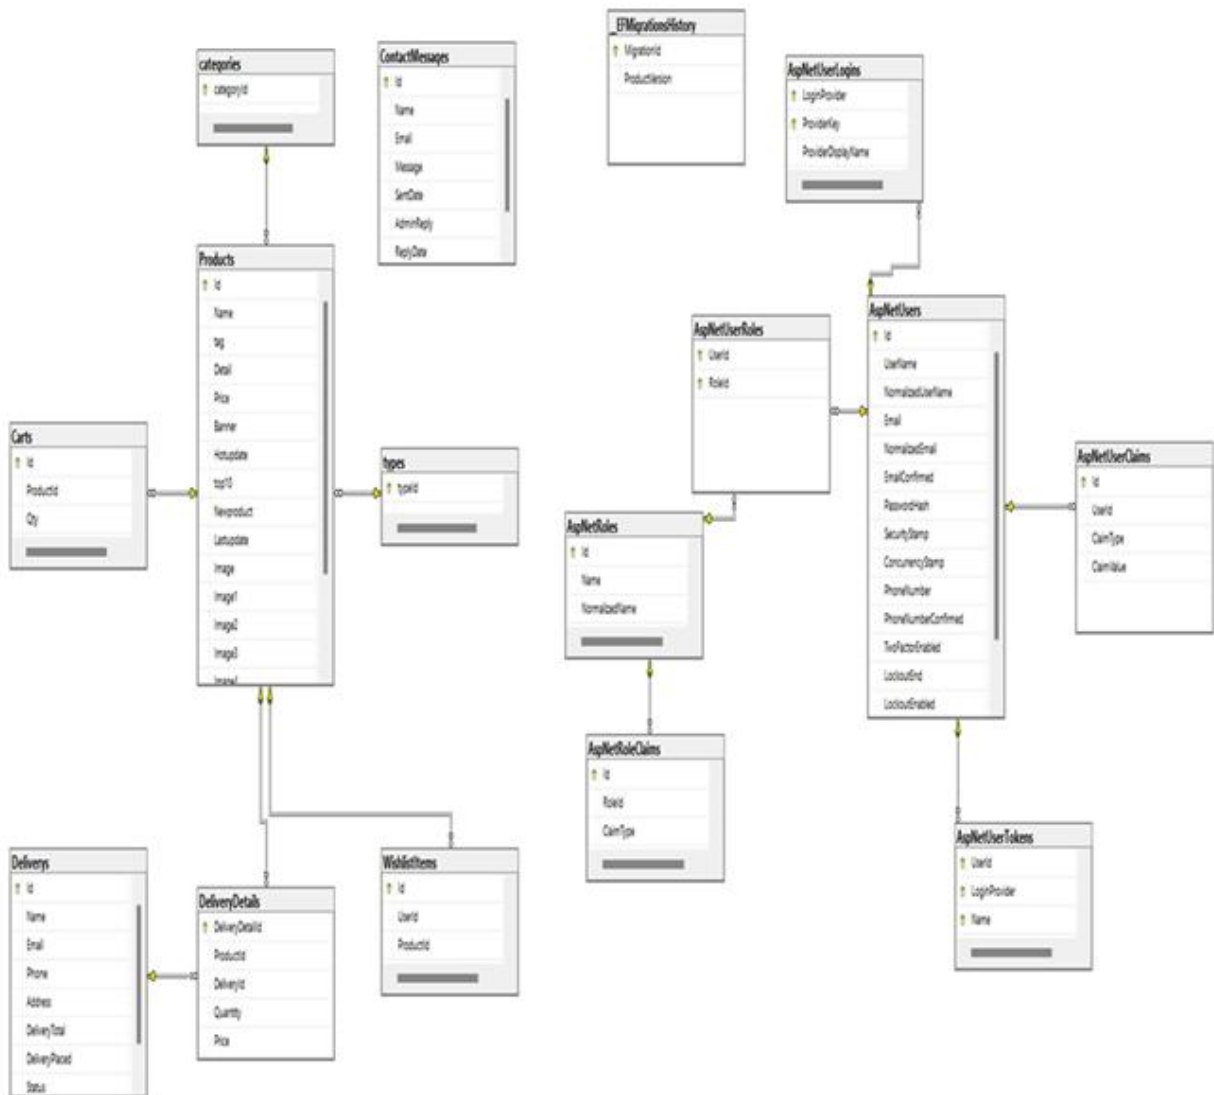 categories
categoryId
ContactMessages
Id
Name
Email
Message
SentDate
AdminReply
ReplyDate
_EFMigrationsHistory
MigrationId
ProductVersion
AspNetUserLogins
LoginProvider
ProviderKey
ProviderDisplayName
Products
Id
Name
tag
Detail
Price
Banner
Hotupdate
top10
Newproduct
Lastupdate
Image
Image1
Image2
Image3
Image4
Carts
Id
ProductId
Qty
types
typeId
AspNetUserRoles
UserId
RoleId
AspNetUsers
Id
UserName
NormalizedUserName
Email
NormalizedEmail
EmailConfirmed
PasswordHash
SecurityStamp
ConcurrencyStamp
PhoneNumber
PhoneNumberConfirmed
TwoFactorEnabled
LockoutEnd
LockoutEnabled
AspNetUserClaims
Id
UserId
ClaimType
ClaimValue
AspNetRoles
Id
Name
NormalizedName
AspNetRoleClaims
Id
RoleId
ClaimType
AspNetUserTokens
UserId
LoginProvider
Name
Deliverys
Id
Name
Email
Phone
Address
DeliveryTotal
DeliveryPlaced
Status
DeliveryDetails
DeliveryDetailId
ProductId
DeliveryId
Quantity
Price
WishlistItems
Id
UserId
ProductId